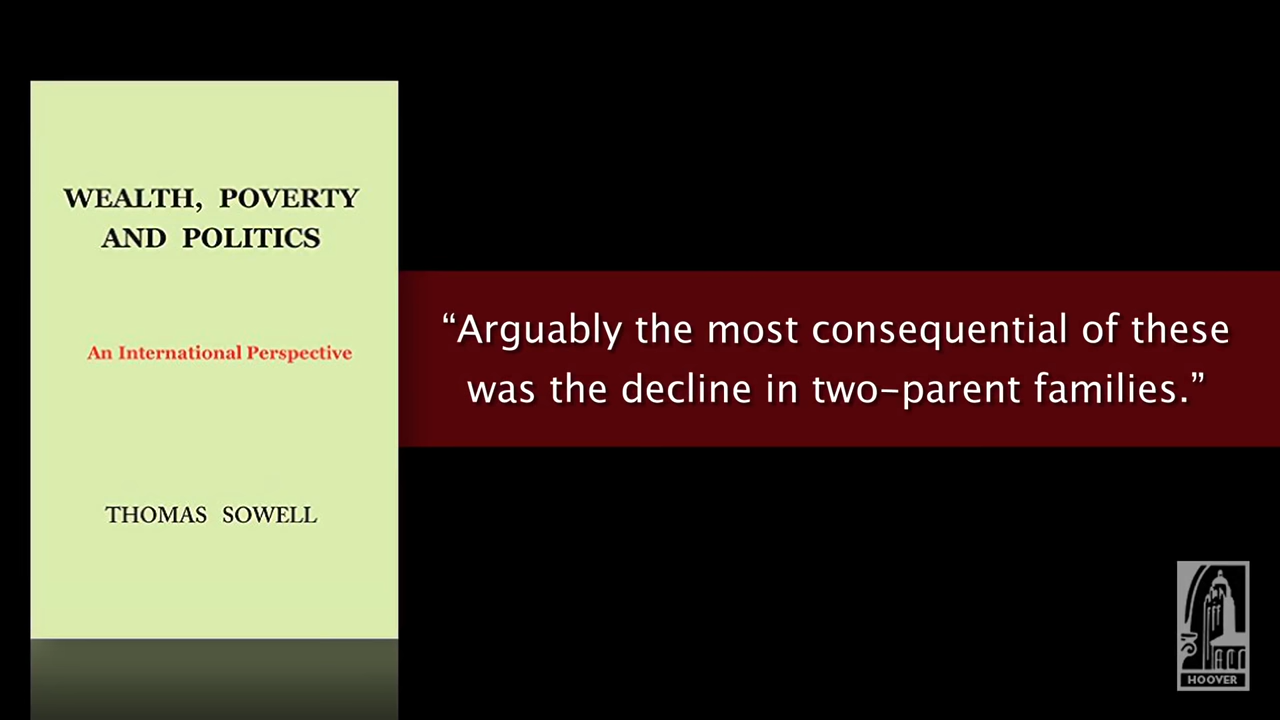 WEALTH, POVERTY
AND POLITICS
An International Perspective
THOMAS SOWELL
“Arguably the most consequential of these
was the decline in two-parent families.”
HOOVER